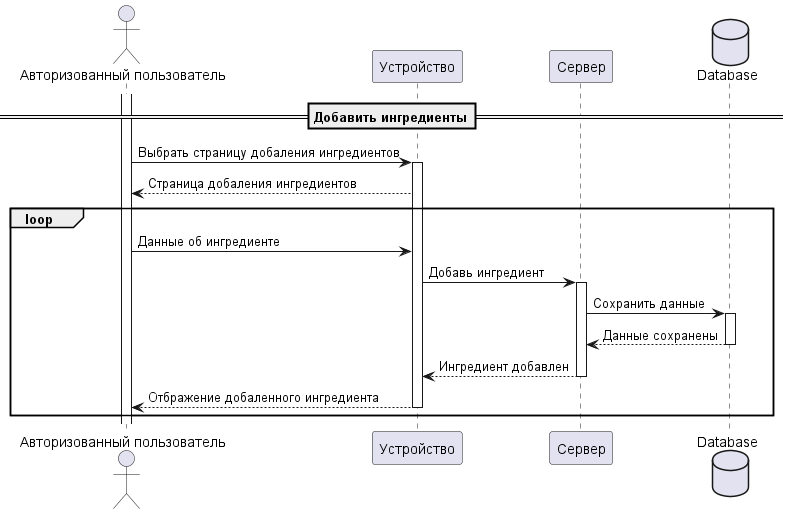 Авторизованный пользователь
Устройство
Сервер
Database
Добавить ингредиенты
Выбрать страницу добаления ингредиентов
Страница добаления ингредиентов
loop
Данные об ингредиенте
Добавь ингредиент
Сохранить данные
Данные сохранены
Ингредиент добавлен
Отбражение добаленного ингредиента
Авторизованный пользователь
Устройство
Сервер
Database